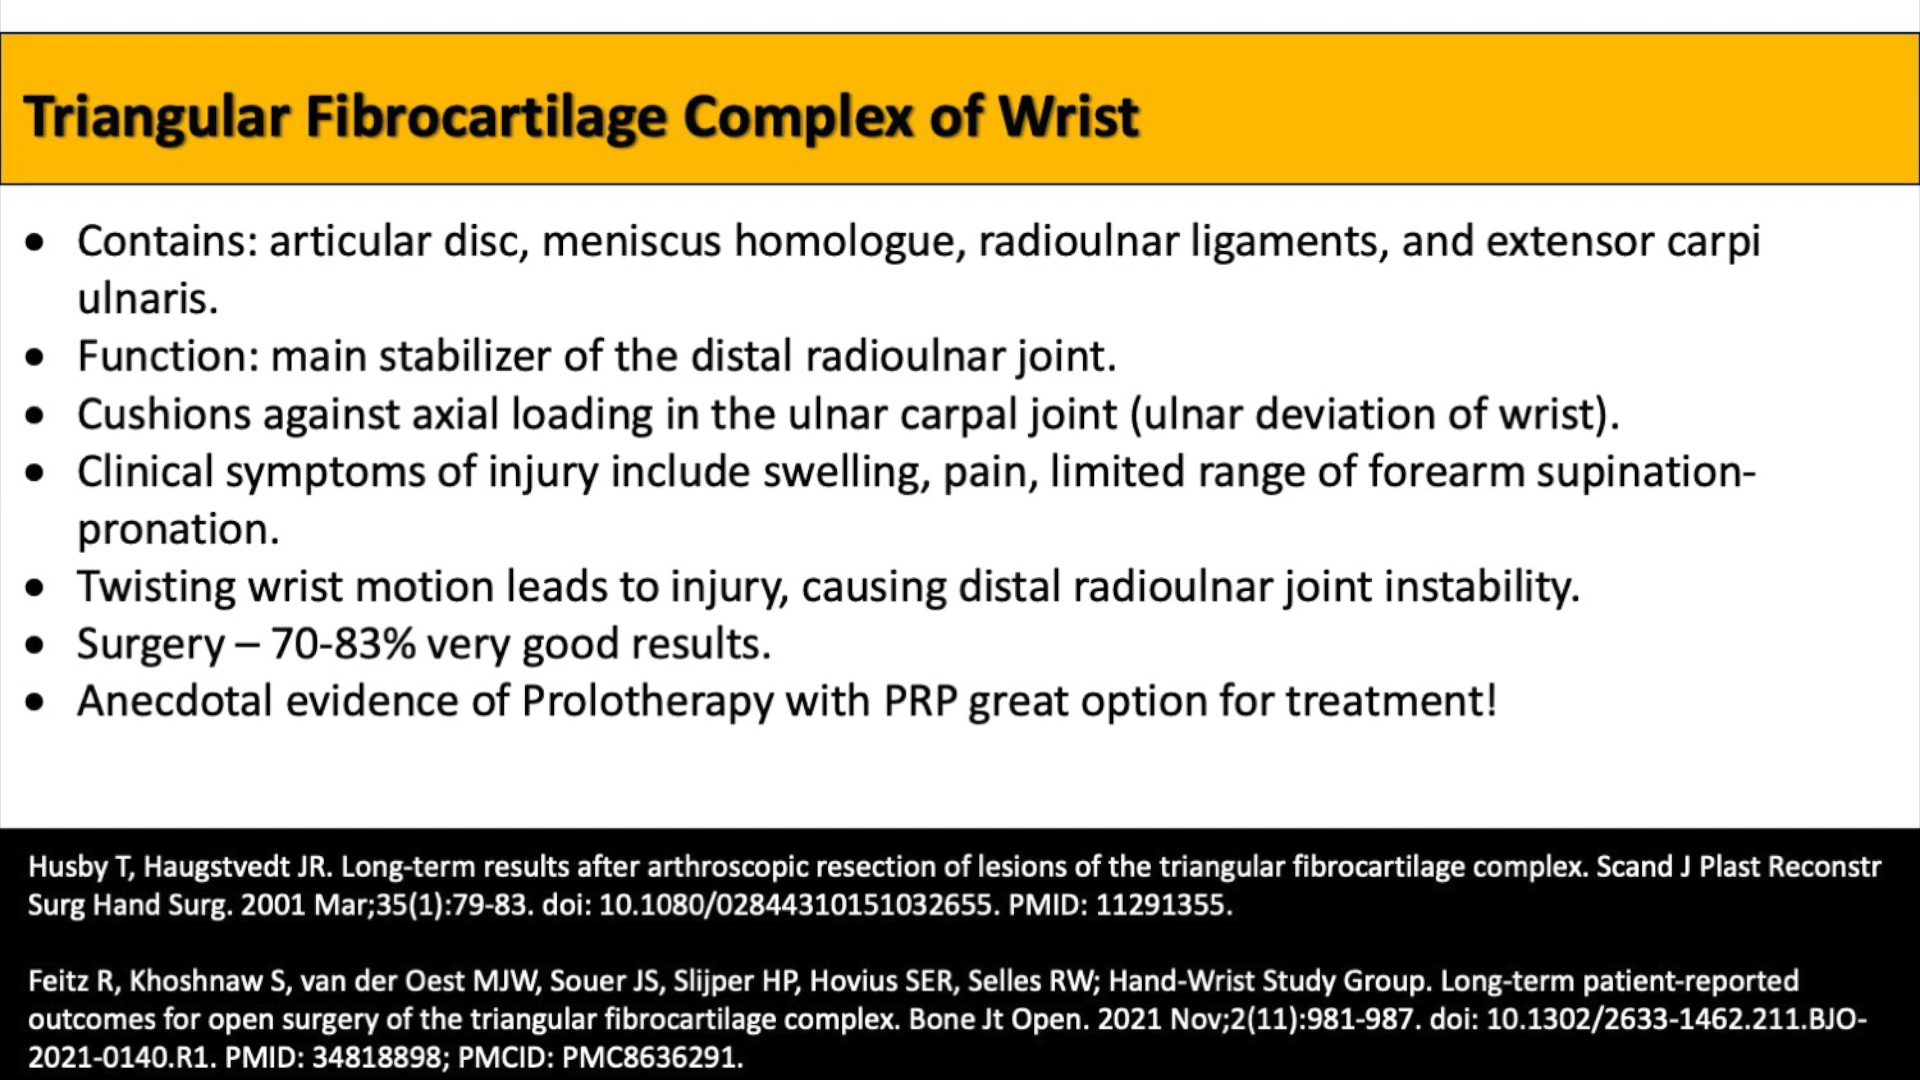 Triangular Fibrocartilage Complex of Wrist
• Contains: articular disc, meniscus homologue, radioulnar ligaments, and extensor carpi
ulnaris.
• Function: main stabilizer of the distal radioulnar joint.
• Cushions against axial loading in the ulnar carpal joint (ulnar deviation of wrist).
• Clinical symptoms of injury include swelling, pain, limited range of forearm supination-
pronation.
• Twisting wrist motion leads to injury, causing distal radioulnar joint instability.
• Surgery – 70-83% very good results.
• Anecdotal evidence of Prolotherapy with PRP great option for treatment!
Husby T, Haugstvedt JR. Long-term results after arthroscopic resection of lesions of the triangular fibrocartilage complex. Scand J Plast Reconstr
Surg Hand Surg. 2001 Mar;35(1):79-83. doi: 10.1080/02844310151032655. PMID: 11291355.
Feitz R, Khoshnaw S, van der Oest MJW, Souer JS, Slijper HP, Hovius SER, Selles RW; Hand-Wrist Study Group. Long-term patient-reported
outcomes for open surgery of the triangular fibrocartilage complex. Bone Jt Open. 2021 Nov;2(11):981-987. doi: 10.1302/2633-1462.211.BJO-
2021-0140.R1. PMID: 34818898; PMCID: PMC8636291.